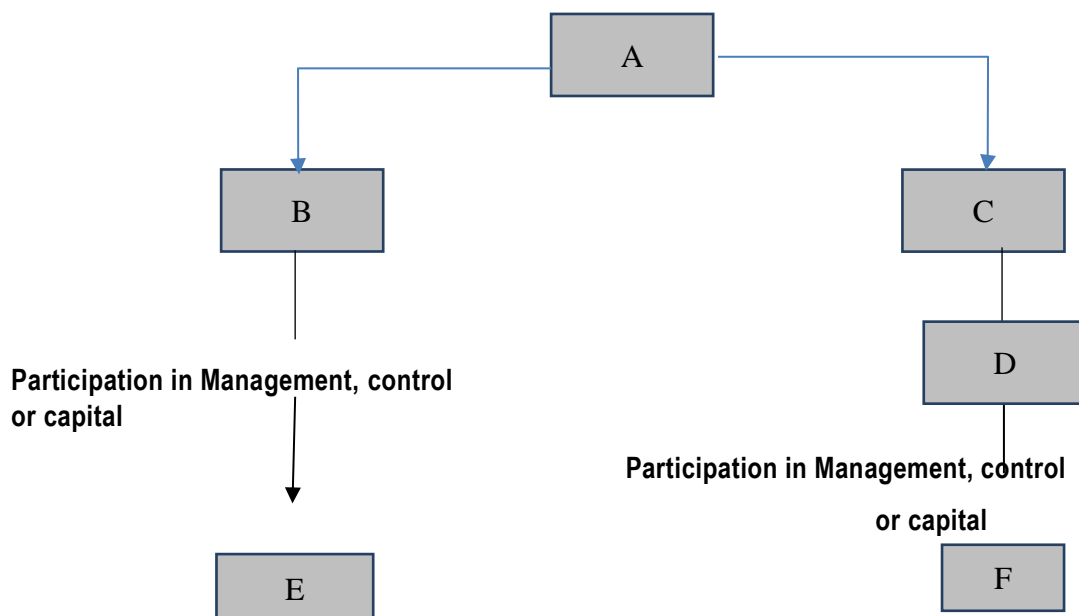 A
B
C
D
Participation in Management, control
or capital
Participation in Management, control
or capital
E
F